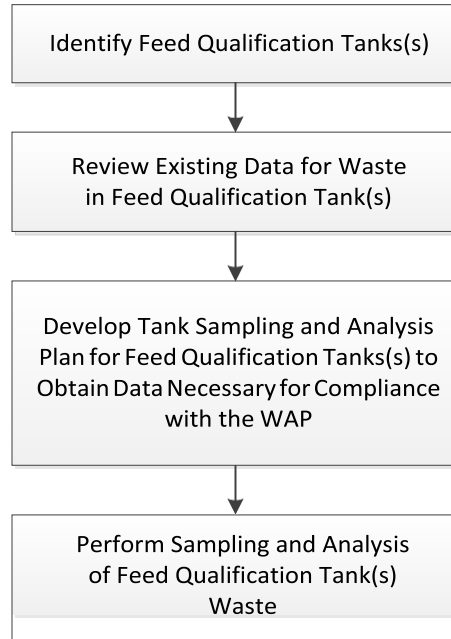 Identify Feed Qualification Tanks(s)
Review Existing Data for Waste
in Feed Qualification Tank(s)
Develop Tank Sampling and Analysis
Plan for Feed Qualification Tanks(s) to
Obtain Data Necessary for Compliance
with the WAP
Perform Sampling and Analysis
of Feed Qualification Tank(s)
Waste